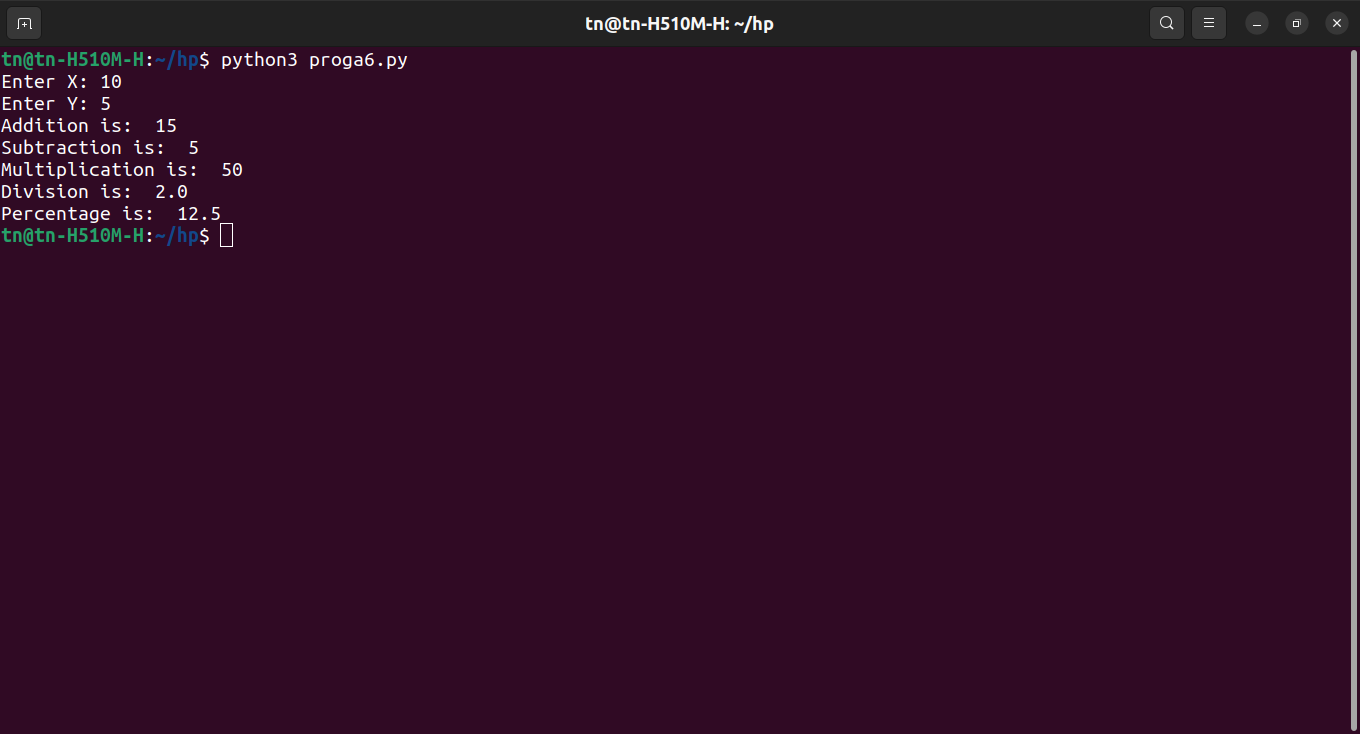 tn@tn-H510M-H: ~/hp
tn@tn-H510M-H:~/hp$ python3 proga6.py
Enter X: 10
Enter Y: 5
Addition is:  15
Subtraction is:  5
Multiplication is:  50
Division is:  2.0
Percentage is:  12.5
tn@tn-H510M-H:~/hp$